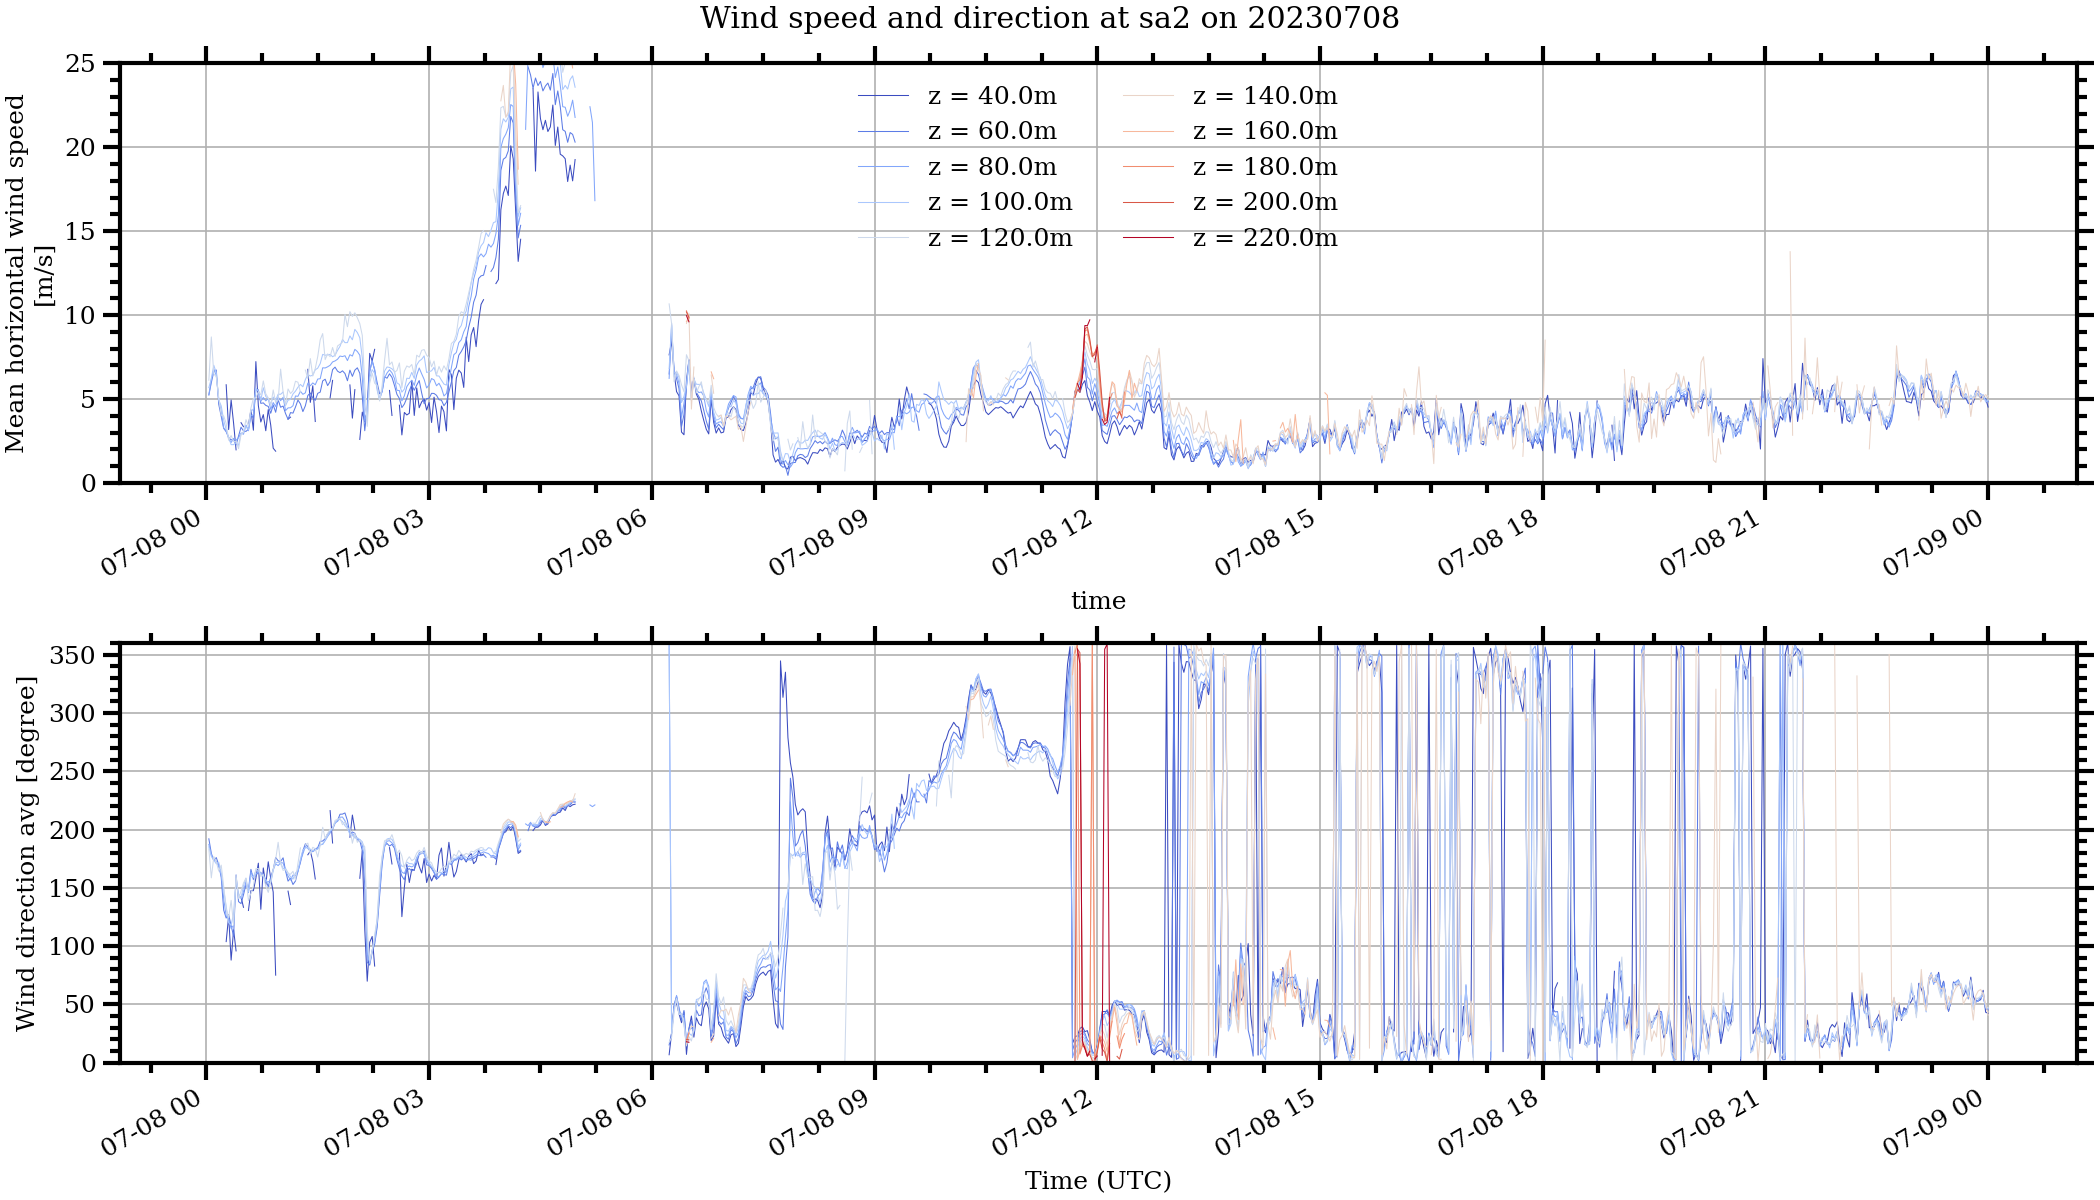 Wind speed and direction at sa2 on 20230708
Mean horizontal wind speed
[m/s]
25
20
15
10
5
0
z = 40.0m
z = 60.0m
z = 80.0m
z = 100.0m
z = 120.0m
z = 140.0m
z = 160.0m
z = 180.0m
z = 200.0m
z = 220.0m
07-08 00
07-08 03
07-08 06
07-08 09
07-08 12
07-08 15
07-08 18
07-08 21
07-09 00
time
Wind direction avg [degree]
350
300
250
200
150
100
50
0
07-08 00
07-08 03
07-08 06
07-08 09
07-08 12
07-08 15
07-08 18
07-08 21
07-09 00
Time (UTC)